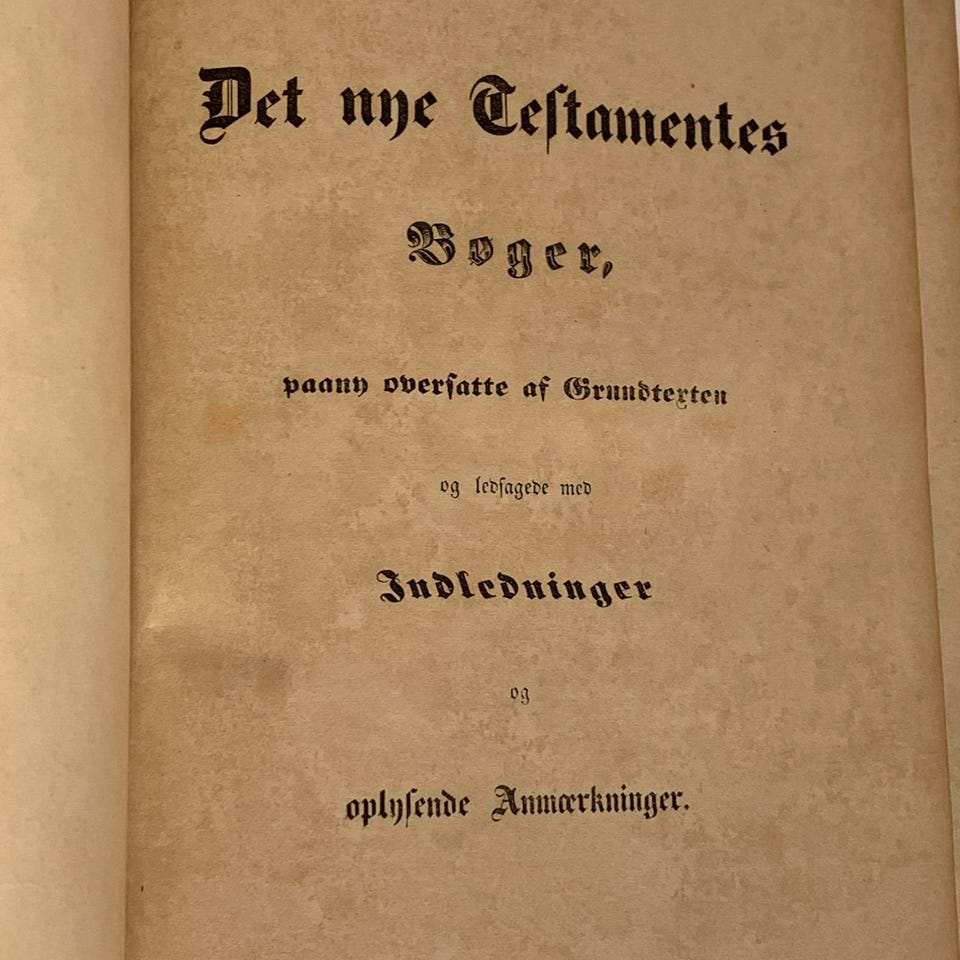 Det nye Testamentes
Bøger,
paany oversatte af Grundtexten
og ledsagede med
Indledninger
og
oplysende Anmærkninger.